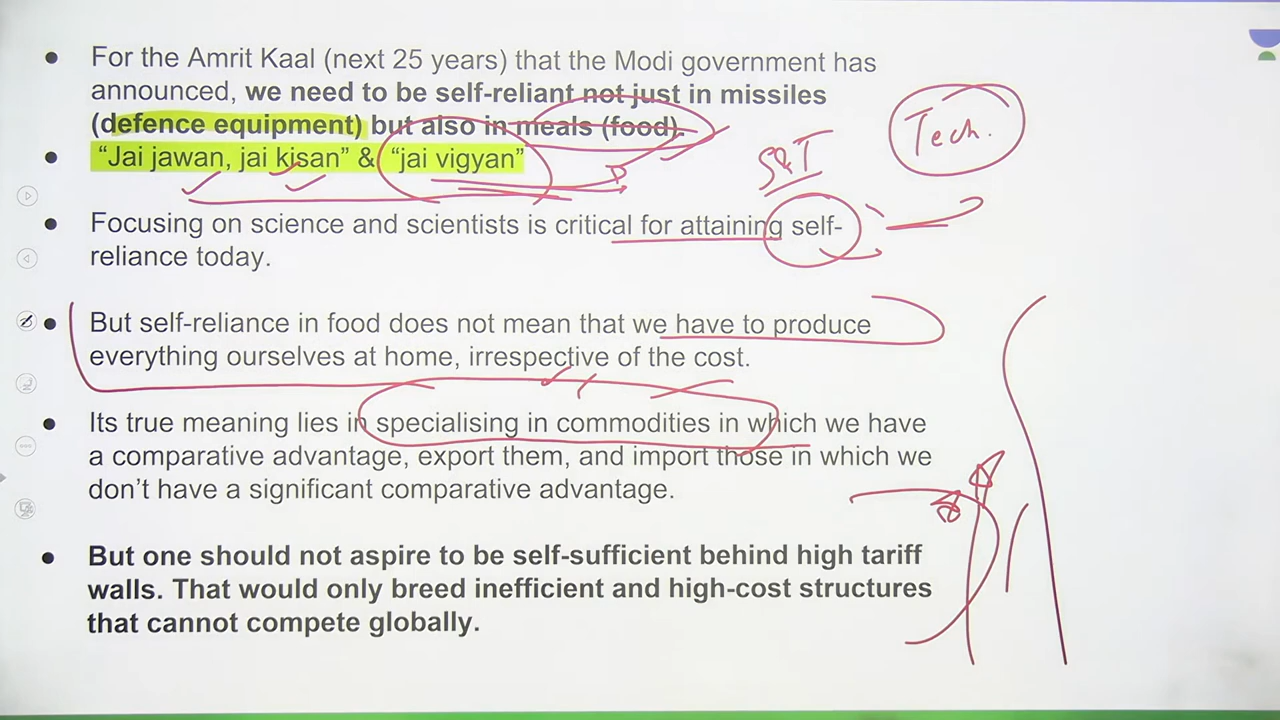 For the Amrit Kaal (next 25 years) that the Modi government has
announced, we need to be self-reliant not just in missiles
(defence equipment) but also in meals (food).
“Jai jawan, jai kisan” & “jai vigyan”
S&T
Tech.
Focusing on science and scientists is critical for attaining self-
reliance today.
But self-reliance in food does not mean that we have to produce
everything ourselves at home, irrespective of the cost.
Its true meaning lies in specialising in commodities in which we have
a comparative advantage, export them, and import those in which we
don’t have a significant comparative advantage.
But one should not aspire to be self-sufficient behind high tariff
walls. That would only breed inefficient and high-cost structures
that cannot compete globally.